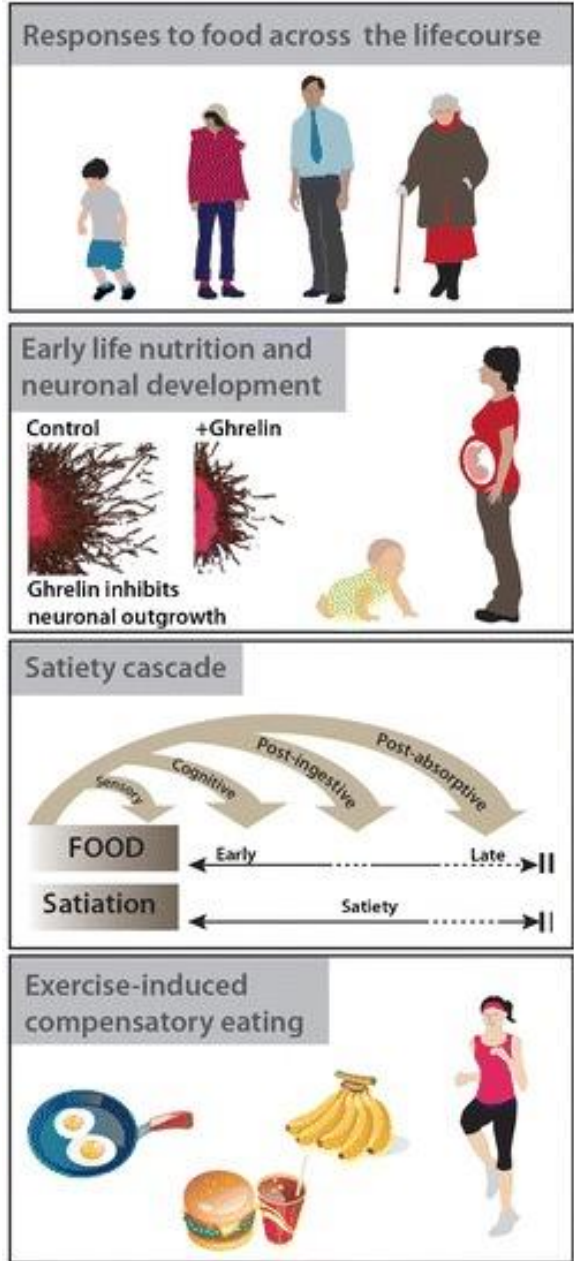 Responses to food across the lifecourse
Early life nutrition and
neuronal development
Control
+Ghrelin
Ghrelin inhibits
neuronal outgrowth
Satiety cascade
Sensory
Cognitive
Post-ingestive
Post-absorptive
FOOD
Early
Late
Satiation
Satiety
Exercise-induced
compensatory eating